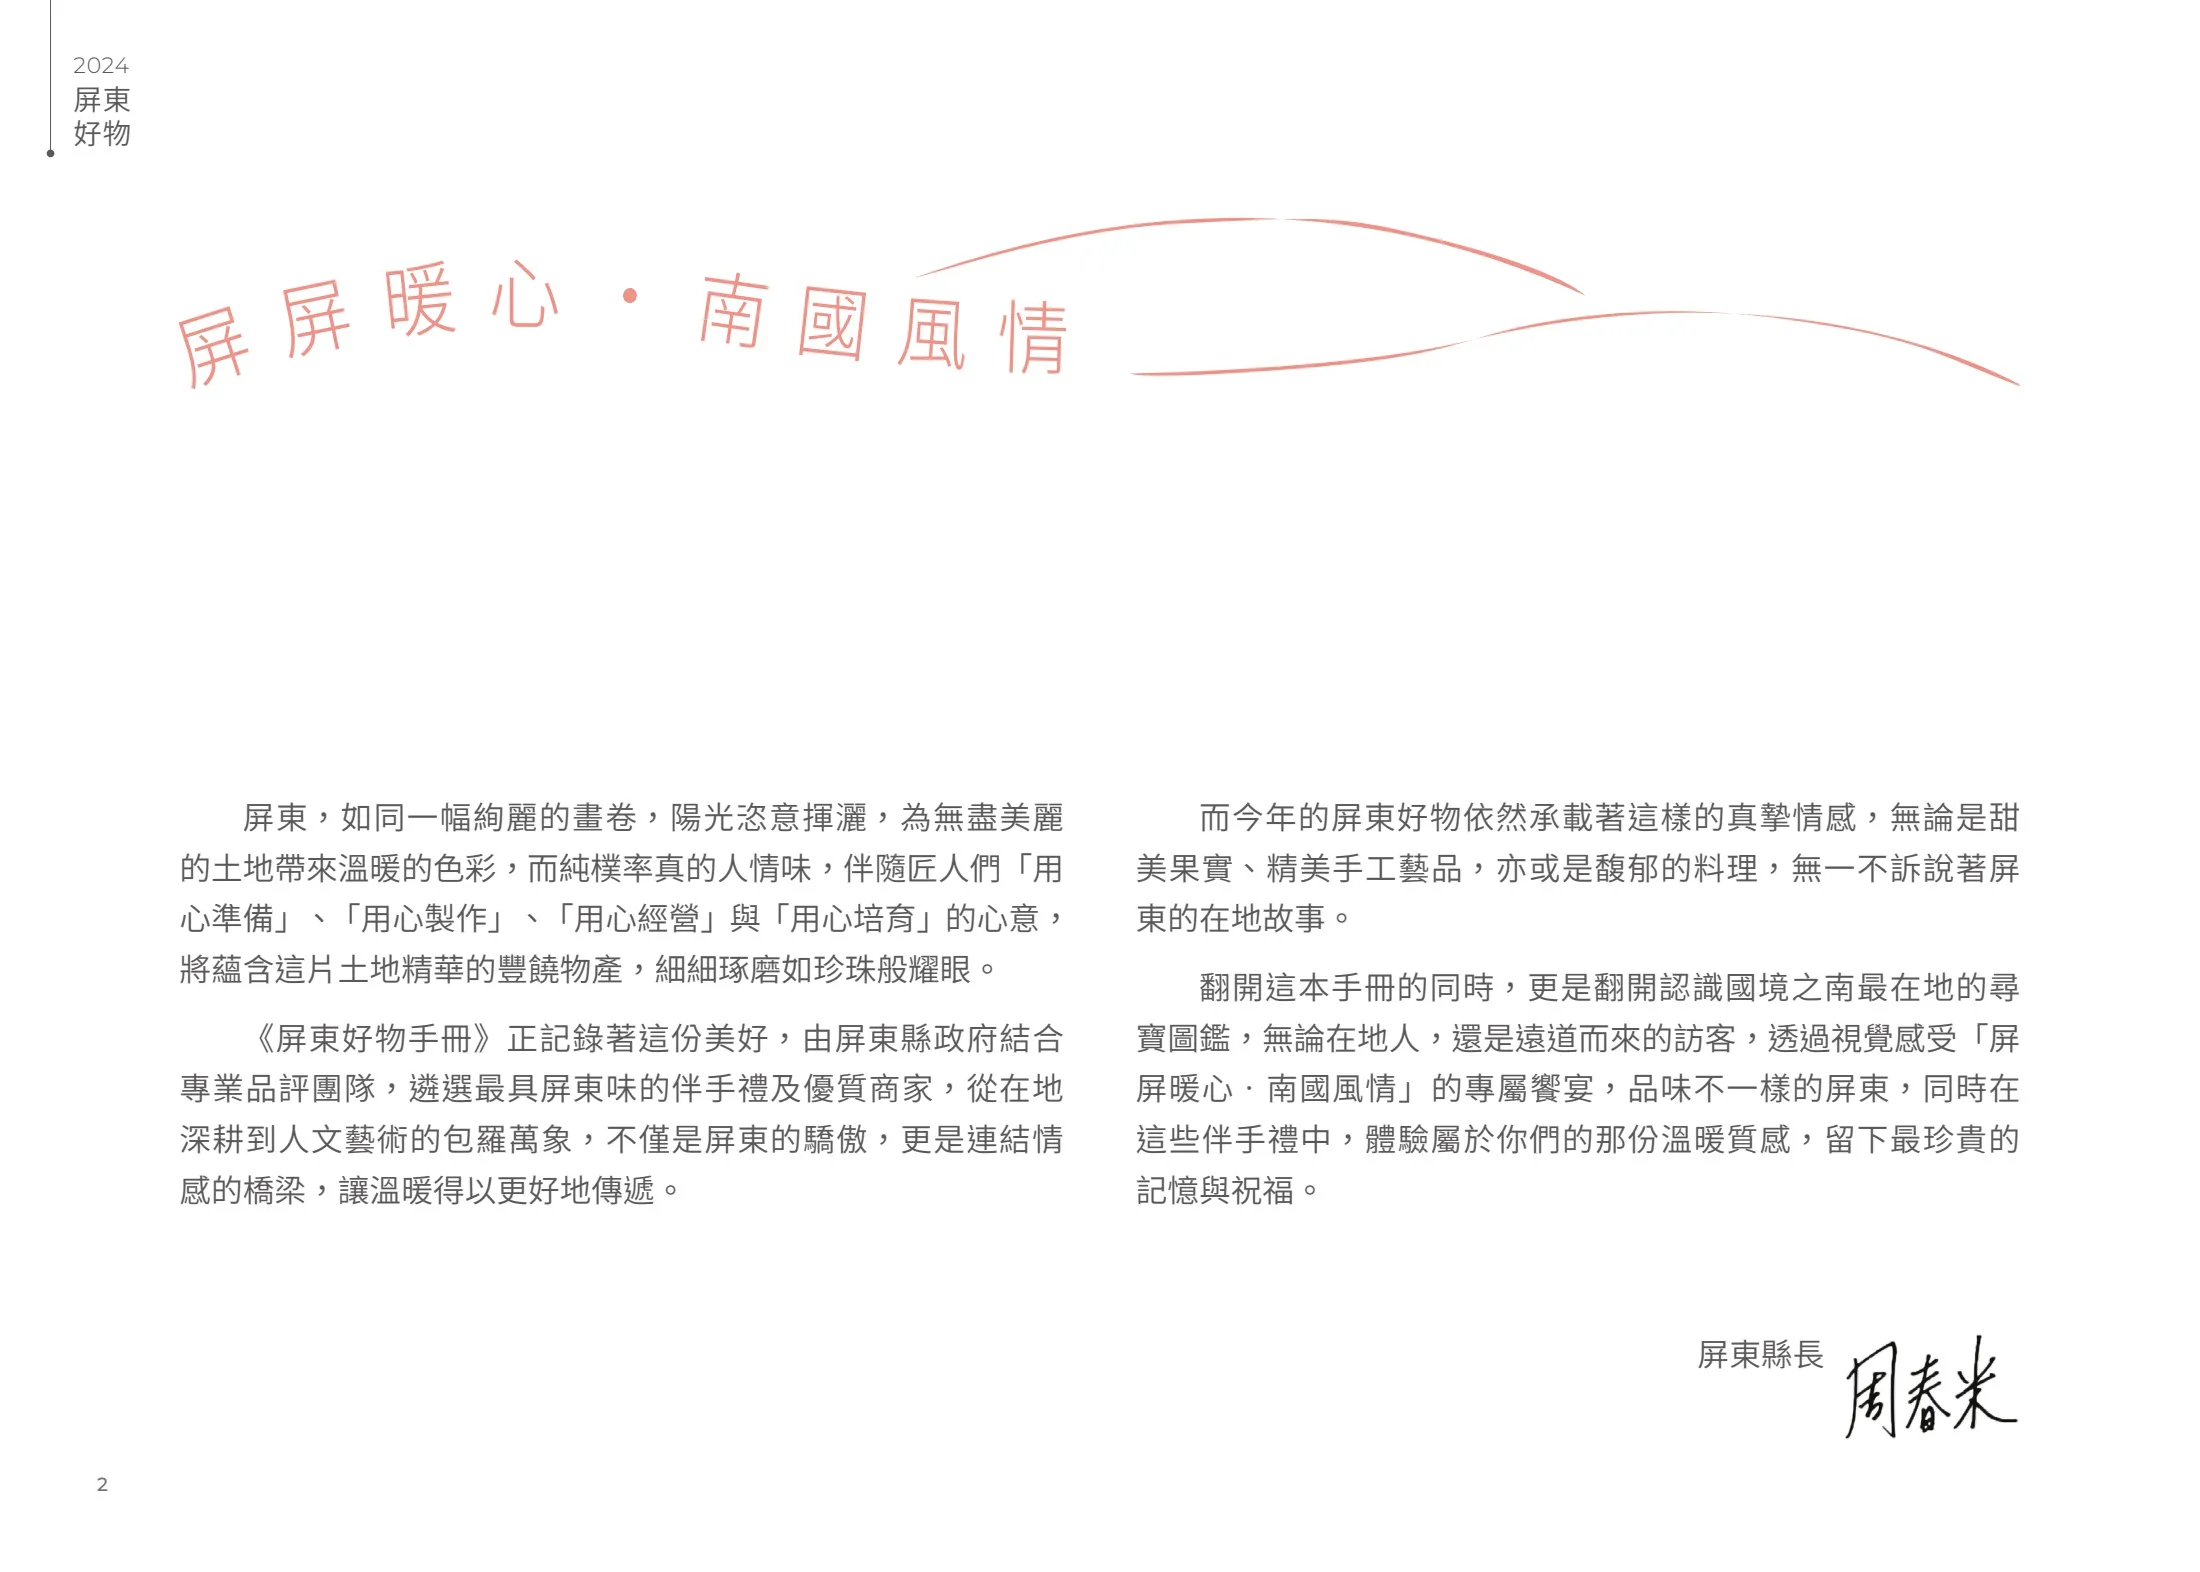 2024
屏東
好物
屏屏暖心・南國風情
屏東，如同一幅絢麗的畫卷，陽光恣意揮灑，為無盡美麗
的土地帶來溫暖的色彩，而純樸率真的人情味，伴隨匠人們「用
心準備」、「用心製作」、「用心經營」與「用心培育」的心意，
將蘊含這片土地精華的豐饒物產，細細琢磨如珍珠般耀眼。
《屏東好物手冊》正記錄著這份美好，由屏東縣政府結合
專業品評團隊，遴選最具屏東味的伴手禮及優質商家，從在地
深耕到人文藝術的包羅萬象，不僅是屏東的驕傲，更是連結情
感的橋梁，讓溫暖得以更好地傳遞。
而今年的屏東好物依然承載著這樣的真摯情感，無論是甜
美果實、精美手工藝品，亦或是馥郁的料理，無一不訴說著屏
東的在地故事。
翻開這本手冊的同時，更是翻開認識國境之南最在地的尋
寶圖鑑，無論在地人，還是遠道而來的訪客，透過視覺感受「屏
屏暖心．南國風情」的專屬饗宴，品味不一樣的屏東，同時在
這些伴手禮中，體驗屬於你們的那份溫暖質感，留下最珍貴的
記憶與祝福。
屏東縣長 周春米
2